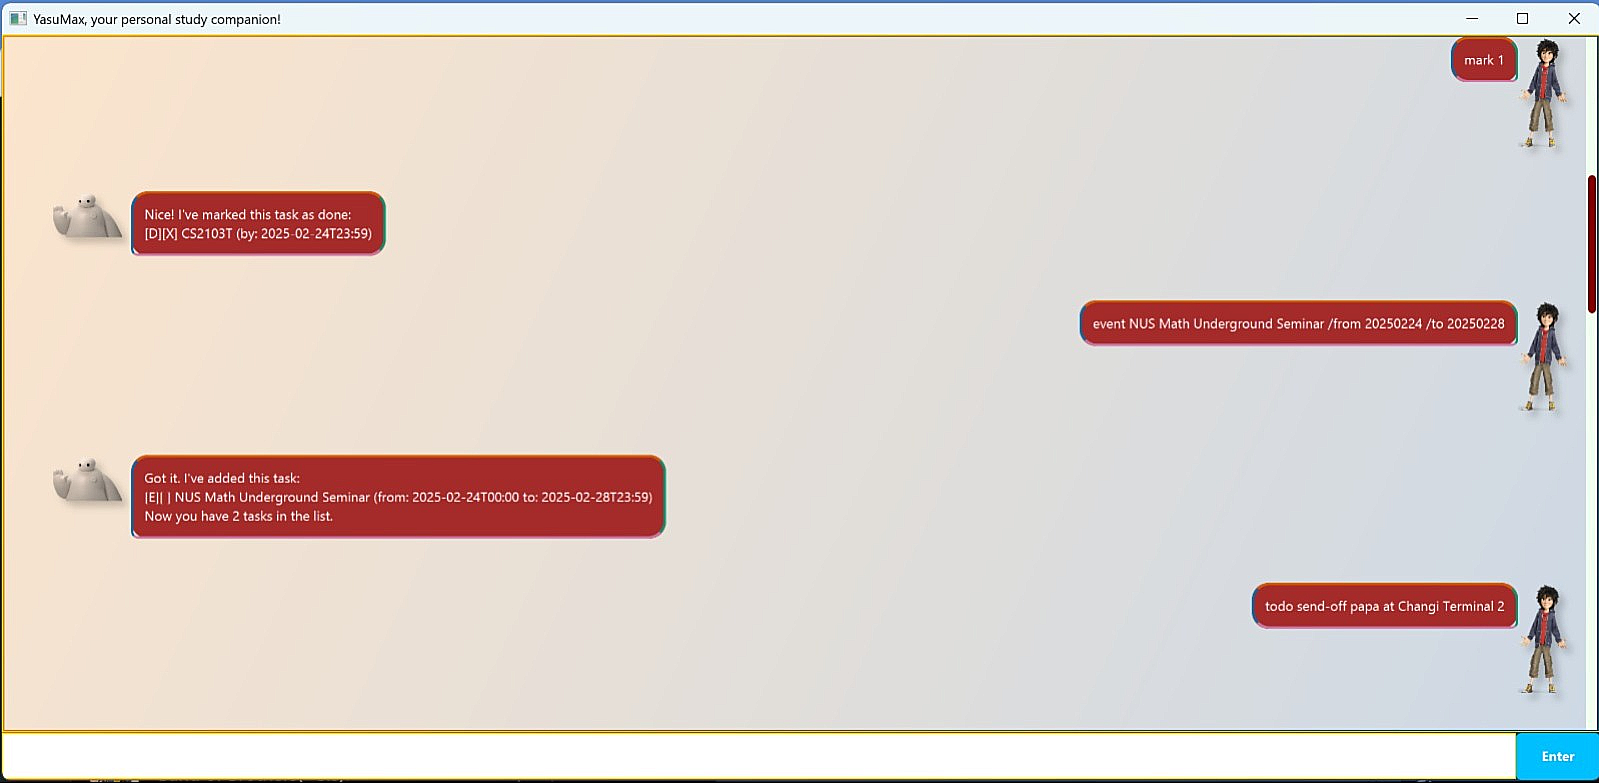 YasuMax, your personal study companion!
mark 1
Nice! I've marked this task as done:
[D][X] CS2103T (by: 2025-02-24T23:59)
event NUS Math Underground Seminar /from 20250224 /to 20250228
Got it. I've added this task:
[E][ ] NUS Math Underground Seminar (from: 2025-02-24T00:00 to: 2025-02-28T23:59)
Now you have 2 tasks in the list.
todo send-off papa at Changi Terminal 2
Enter